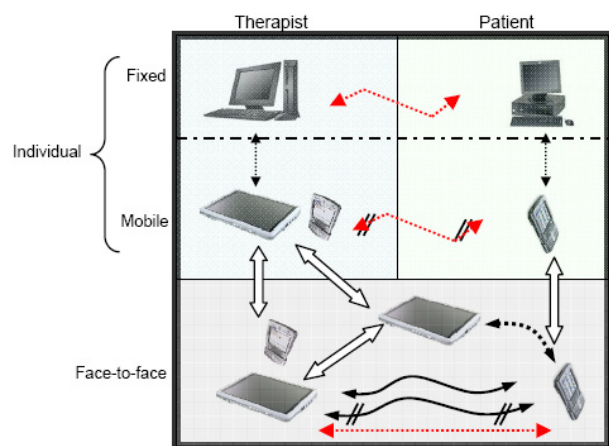 Therapist
Patient
Fixed
Individual
Mobile
Face-to-face